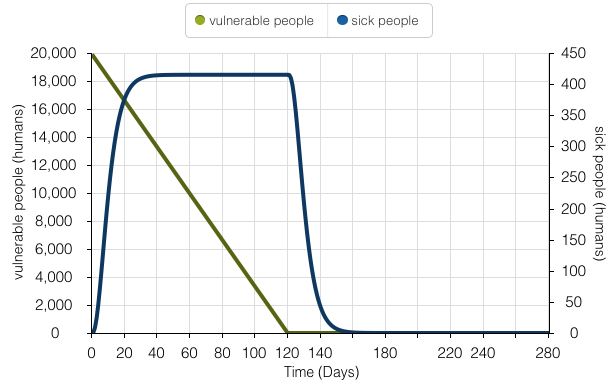 vulnerable people sick people
20,000 450
18,000 400
16,000 350
14,000 300
12,000 250
10,000 200
8,000 150
6,000 100
4,000 50
2,000 0
0
vulnerable people (humans)
sick people (humans)
0 20 40 60 80 100 120 140 180 220 240 280
Time (Days)